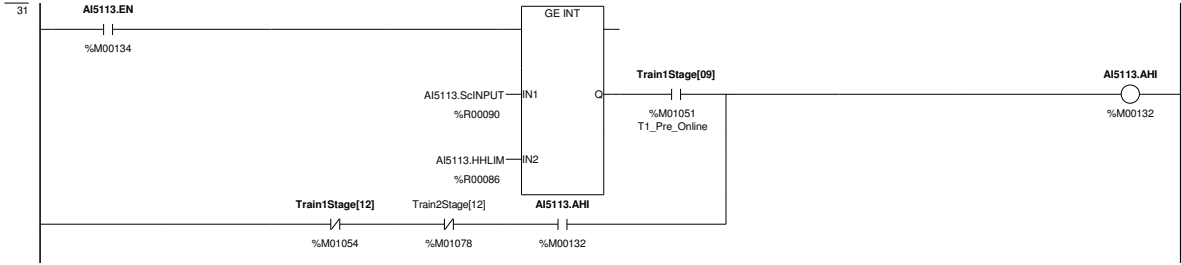 31
AI5113.EN
GE INT
%M00134
Train1Stage[09]
AI5113.AHI
AI5113.ScINPUT
IN1
Q
%R00090
%M01051
%M00132
T1_Pre_Online
AI5113.HHLIM
IN2
%R00086
Train1Stage[12]
Train2Stage[12]
AI5113.AHI
%M01054
%M01078
%M00132